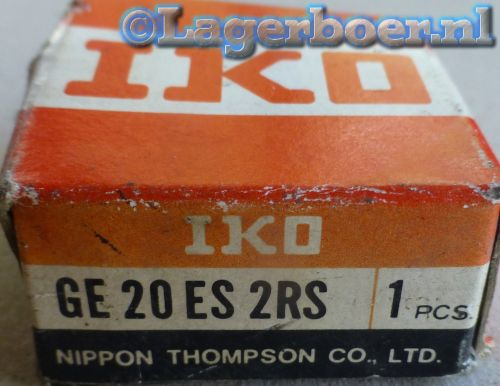 ©Lagerboer.nl
IKO
IKO
GE 20 ES 2RS 1 PCS.
NIPPON THOMPSON CO., LTD.